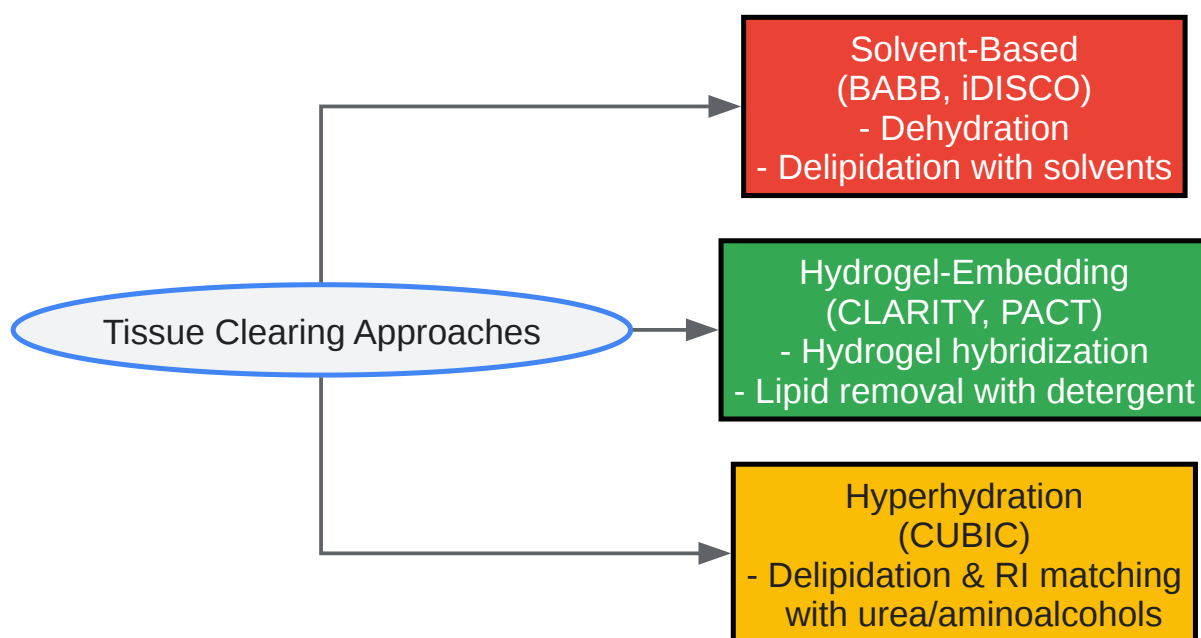 Solvent-Based
(BABB, iDISCO)
- Dehydration
- Delipidation with solvents
Tissue Clearing Approaches
Hydrogel-Embedding
(CLARITY, PACT)
- Hydrogel hybridization
- Lipid removal with detergent
Hyperhydration
(CUBIC)
- Delipidation & RI matching
with urea/aminoalcohols